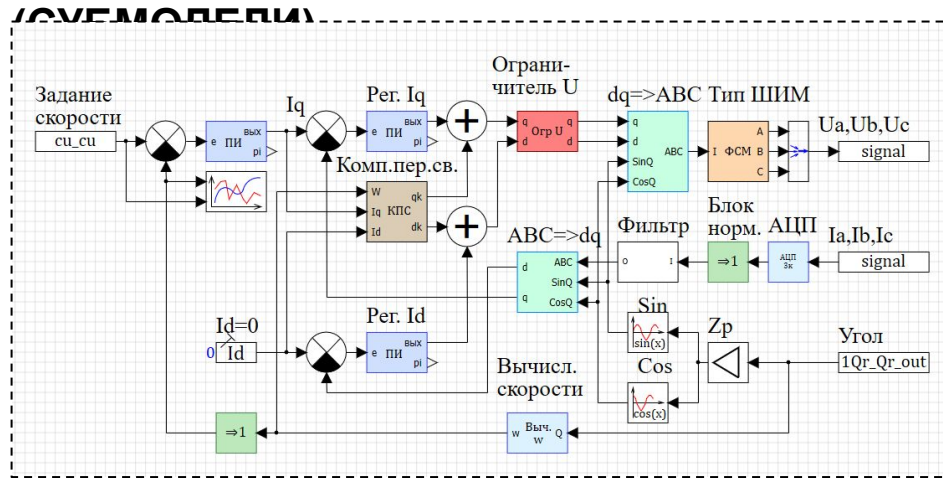 (СУБМОДЕЛИ)
Задание
скорости
cu_cu
е ПИ вых
pi
Iq
Рег. Iq
е ПИ вых
pi
Ограни-
читель U
q q
Огр U
d d
dq=>ABC
q
d
SinQ
CosQ
ABC
Тип ШИМ
I ФСМ A
B
C
Ua,Ub,Uc
signal
Комп.пер.св.
W
Iq
Id
КПС
qk
dk
ABC=>dq
d
q
ABC
SinQ
CosQ
Фильтр
O I
Блок
норм.
⇒1
АЦП
АЦП
3к
Ia,Ib,Ic
signal
Id=0
0 Id
Рег. Id
е ПИ вых
pi
Sin
sin(x)
Cos
cos(x)
Zp
Угол
1Qr_Qr_out
Вычисл.
скорости
w Выч. Q
w
⇒1